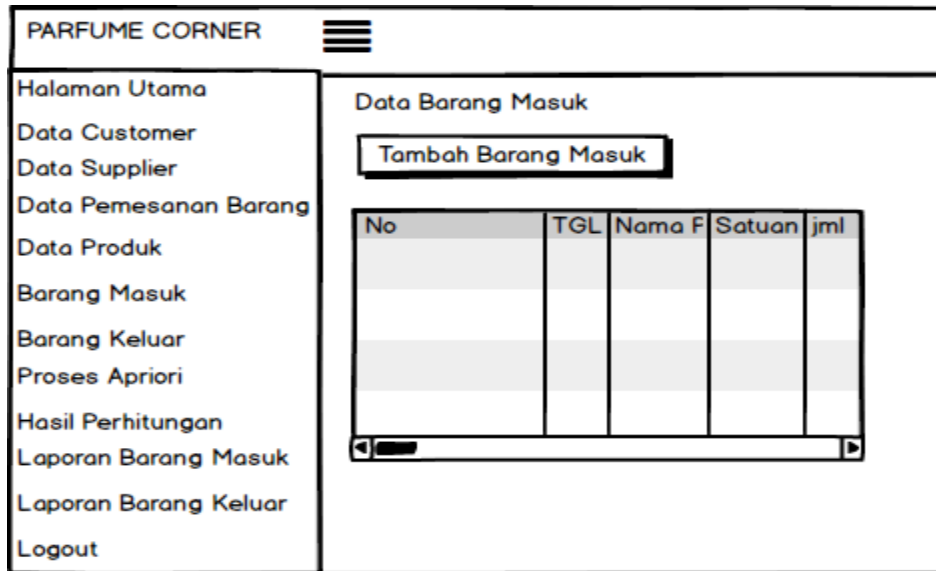 PARFUME CORNER
Halaman Utama
Data Customer
Data Supplier
Data Pemesanan Barang
Data Produk
Barang Masuk
Barang Keluar
Proses Apriori
Hasil Perhitungan
Laporan Barang Masuk
Laporan Barang Keluar
Logout
Data Barang Masuk
Tambah Barang Masuk
No TGL Nama Satuan jml